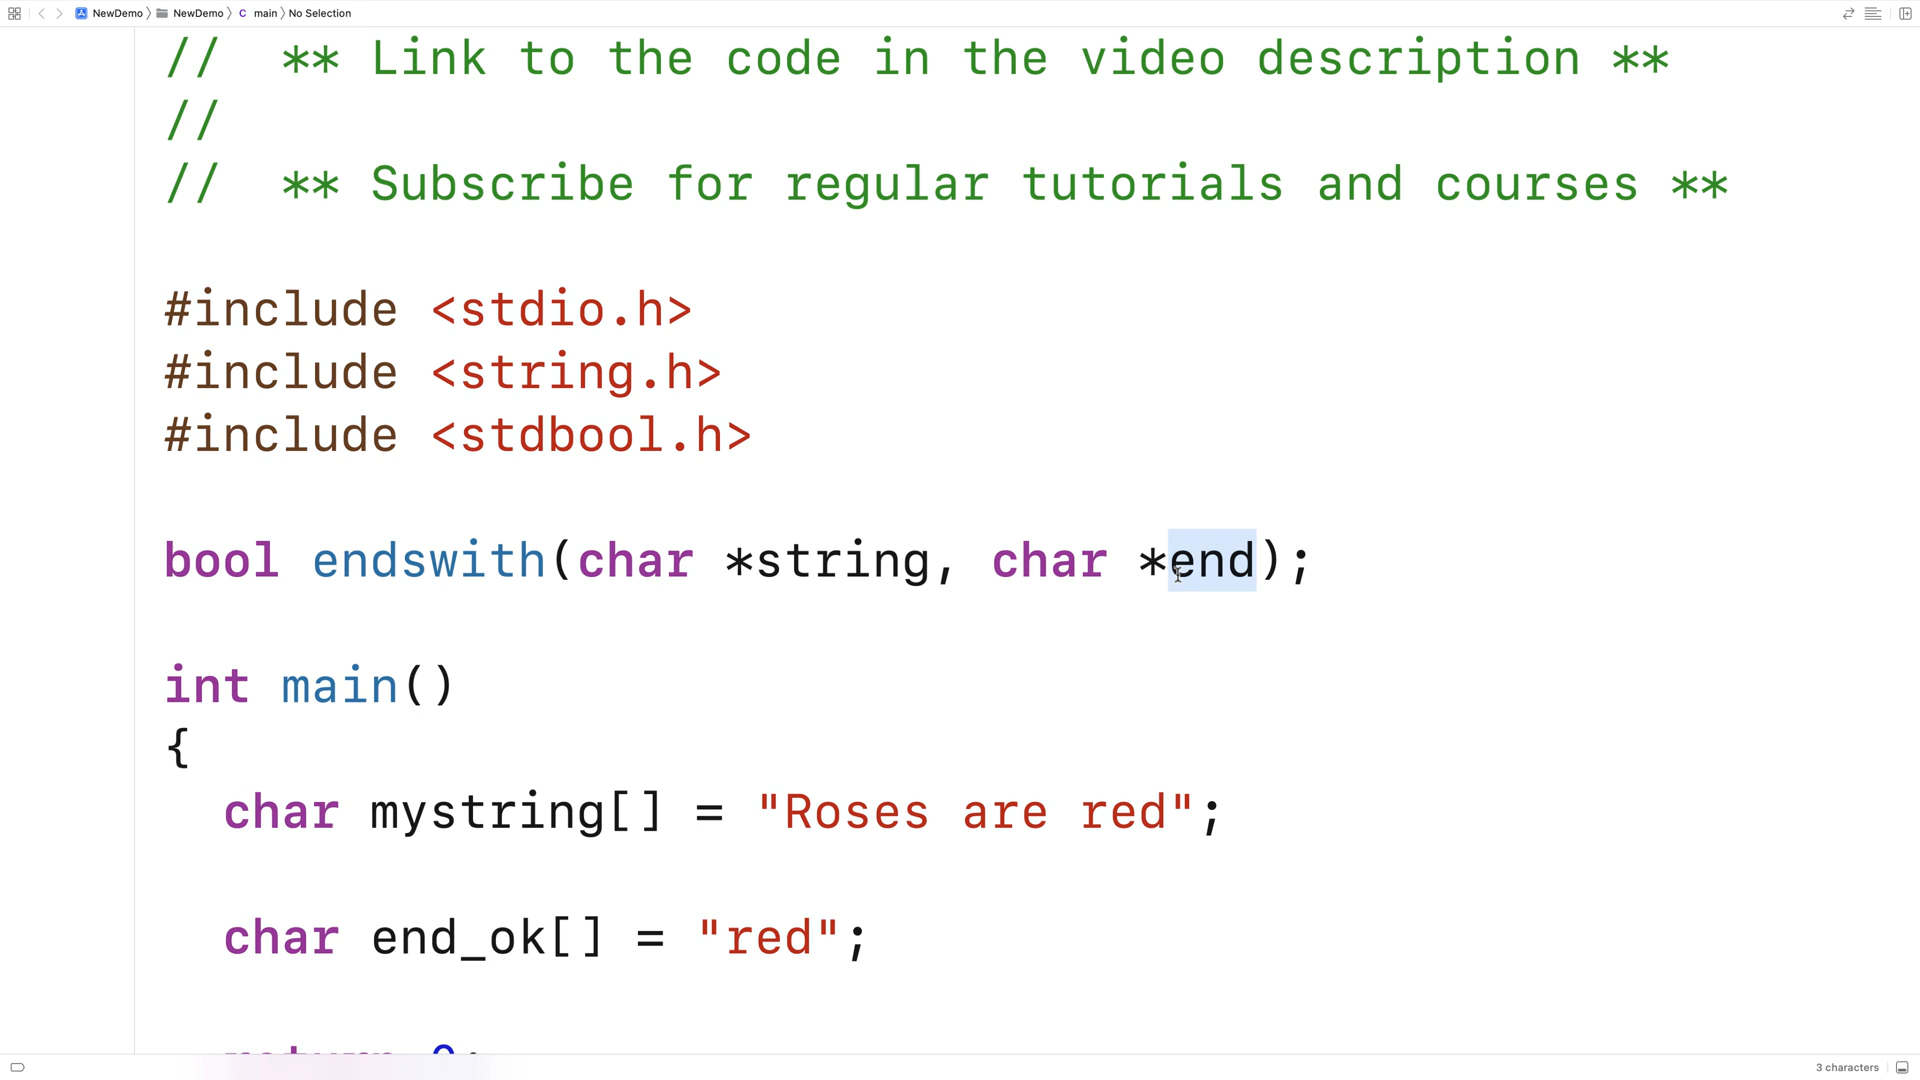 NewDemo NewDemo C main No Selection
// ** Link to the code in the video description **
//
// ** Subscribe for regular tutorials and courses **
#include <stdio.h>
#include <string.h>
#include <stdbool.h>
bool endswith(char *string, char *end);
int main()
{
char mystring[] = "Roses are red";
char end_ok[] = "red";
return 0;
3 characters